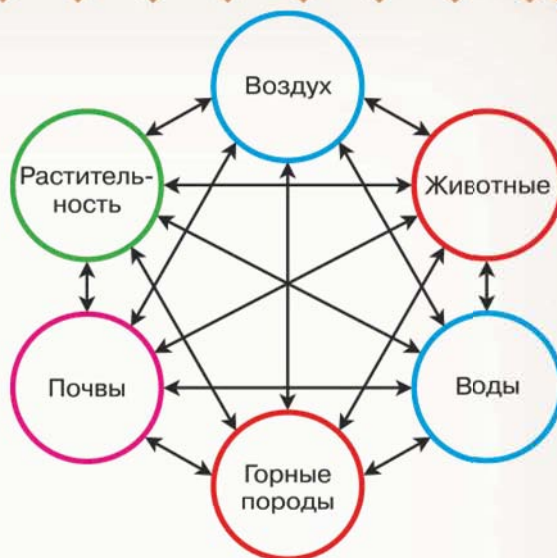 Воздух
Раститель-
ность
Животные
Почвы
Воды
Горные
породы